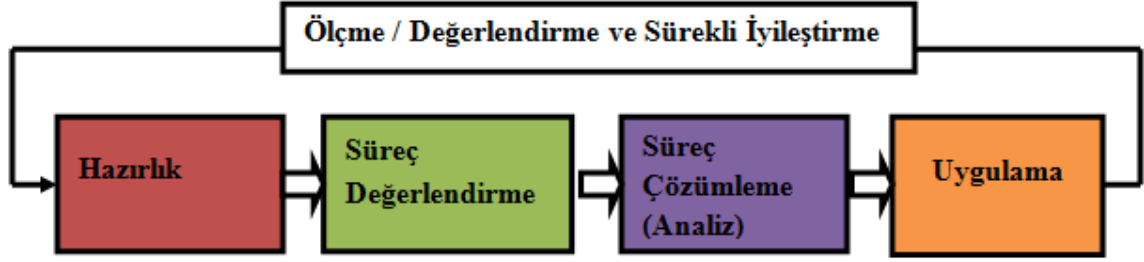 Ölçme / Değerlendirme ve Sürekli İyileştirme
Hazırlık
Süreç
Değerlendirme
Süreç
Çözümleme
(Analiz)
Uygulama